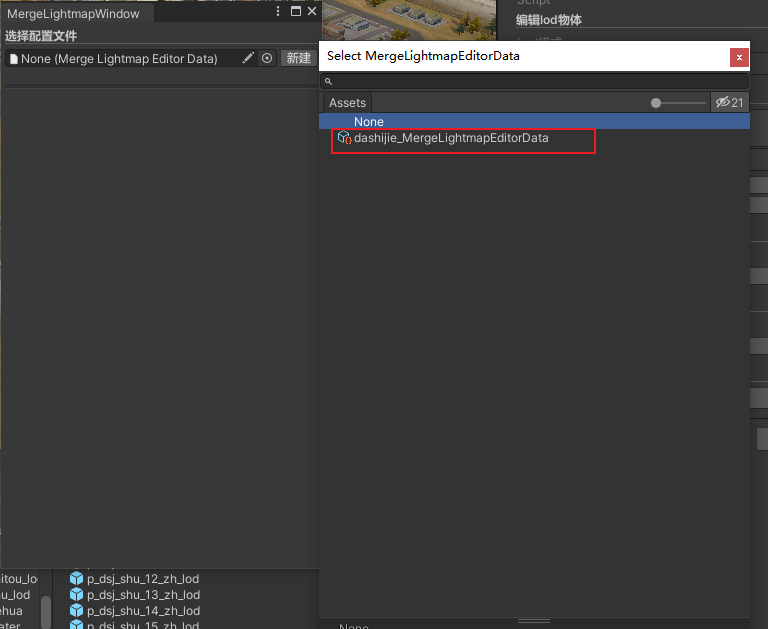 MergeLightmapWindow
选择配置文件
None (Merge Lightmap Editor Data)
新建
Script
编辑lod物体
Select MergeLightmapEditorData
Assets
21
None
dashijie_MergeLightmapEditorData
itou_lo
u_lod
ehua
ater
p_dsj_shu_12_zh_lod
p_dsj_shu_13_zh_lod
p_dsj_shu_14_zh_lod
p_dsj_shu_15_zh_lod
None